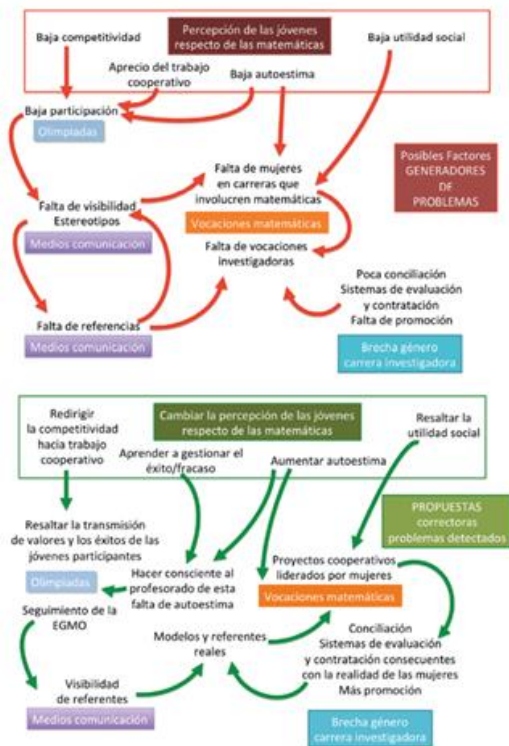 Baja competitividad
Percepción de las jóvenes
respecto de las matemáticas
Baja utilidad social
Aprecio del trabajo
cooperativo
Baja autoestima
Baja participación
Olimpiadas
Falta de mujeres
en carreras que
involucren matemáticas
Vocaciones matemáticas
Falta de vocaciones
investigadoras
Posibles Factores
GENERADORES
DE
PROBLEMAS
Falta de visibilidad
Estereotipos
Medios comunicación
Falta de referencias
Medios comunicación
Poca conciliación
Sistemas de evaluación
y contratación
Falta de promoción
Brecha género
carrera investigadora
Redirigir
la competitividad
hacia trabajo
cooperativo
Cambiar la percepción de las jóvenes
respecto de las matemáticas
Resaltar la
utilidad social
Aprender a gestionar el
éxito/fracaso
Aumentar autoestima
Resaltar la transmisión
de valores y los éxitos de las
jóvenes participantes
Olimpiadas
Seguimiento de la
EGMO
Hacer consciente al
profesorado de esta
falta de autoestima
Proyectos cooperativos
liderados por mujeres
Vocaciones matemáticas
PROPUESTAS
correctoras
problemas detectados
Modelos y referentes
reales
Conciliación
Sistemas de evaluación
y contratación consecuentes
con la realidad de las mujeres
Más promoción
Visibilidad
de referentes
Medios comunicación
Brecha género
carrera investigadora